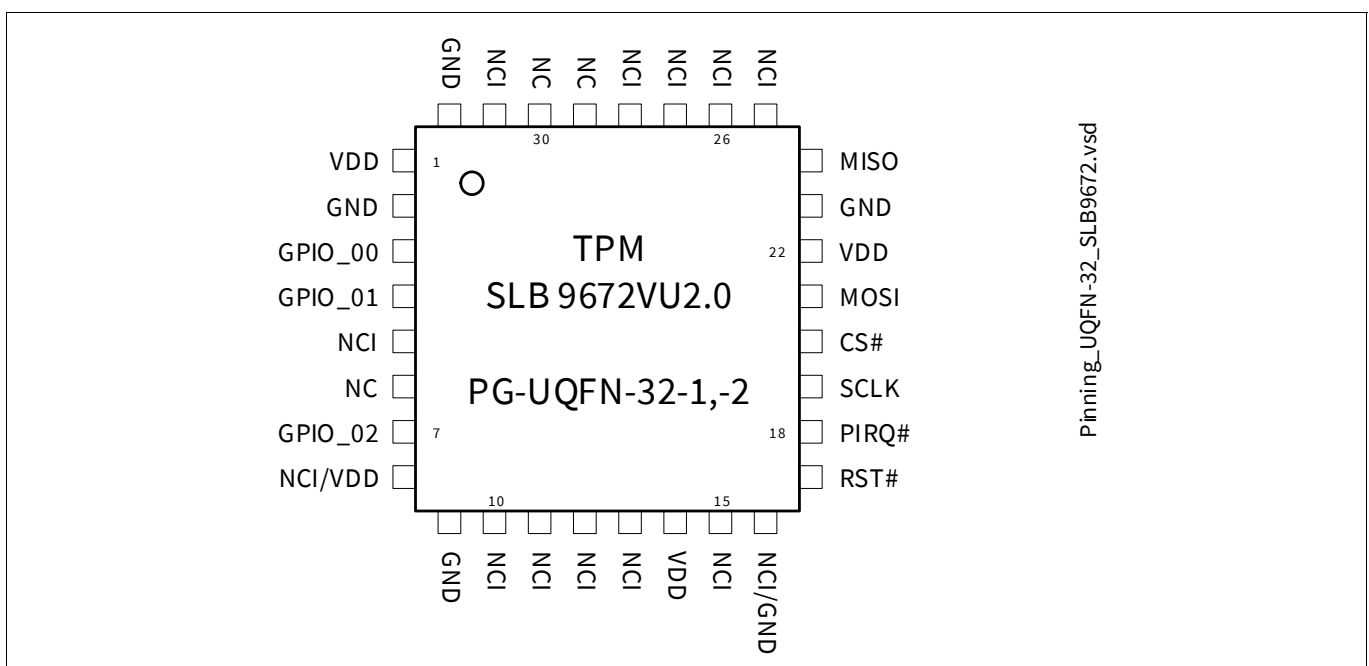 GND NCI NC NC NCI NCI NCI NCI
30 26
VDD 1 MISO
GND GND
GPIO_00 TPM 22 VDD
GPIO_01 SLB 9672VU2.0 MOSI
NCI CS#
NC PG-UQFN-32-1,-2 SCLK
GPIO_02 7 18 PIRQ#
NCI/VDD RST#
10 15
GND NCI NCI NCI NCI VDD NCI NCI/GND
Pinning_UQFN-32_SLB9672.vsd